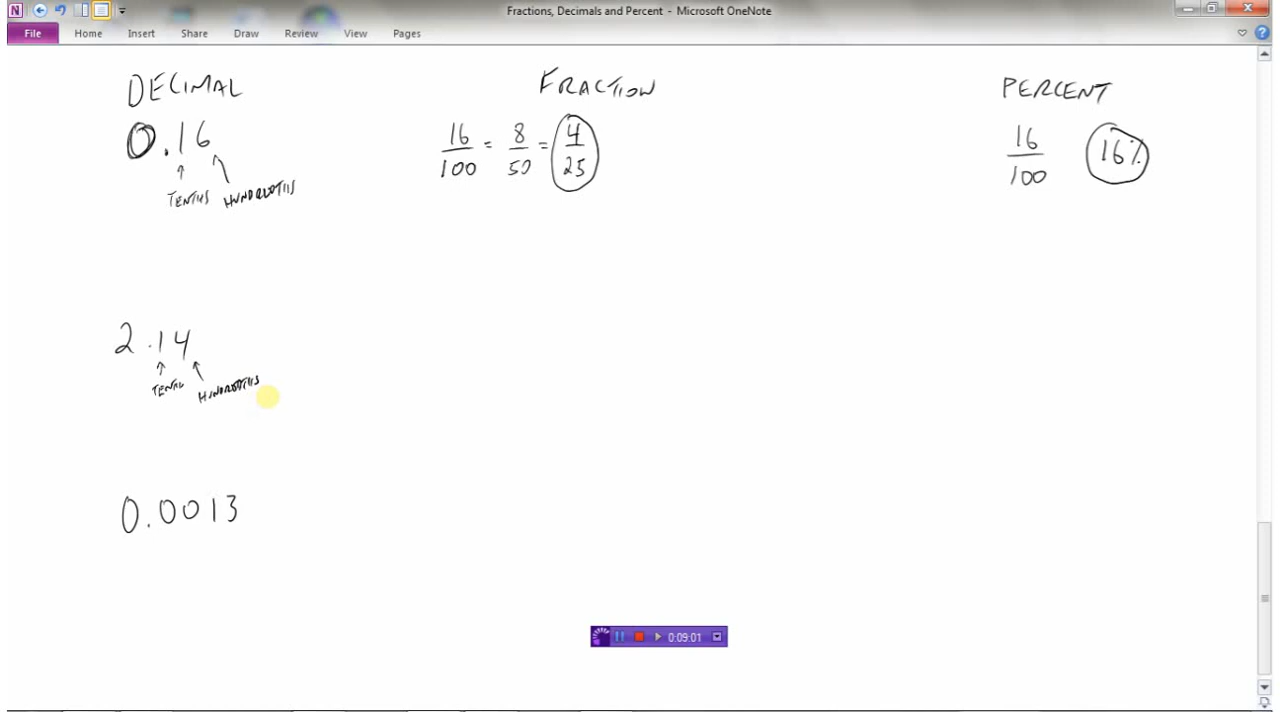 Fractions, Decimals and Percent - Microsoft OneNote
File Home Insert Share Draw Review View Pages
DECIMAL FRACTION PERCENT
0.16 16/100 = 8/50 = 4/25 16/100 16%
TENTHS HUNDREDTHS
2.14
TENTHS HUNDREDTHS
0.0013
0:09:01